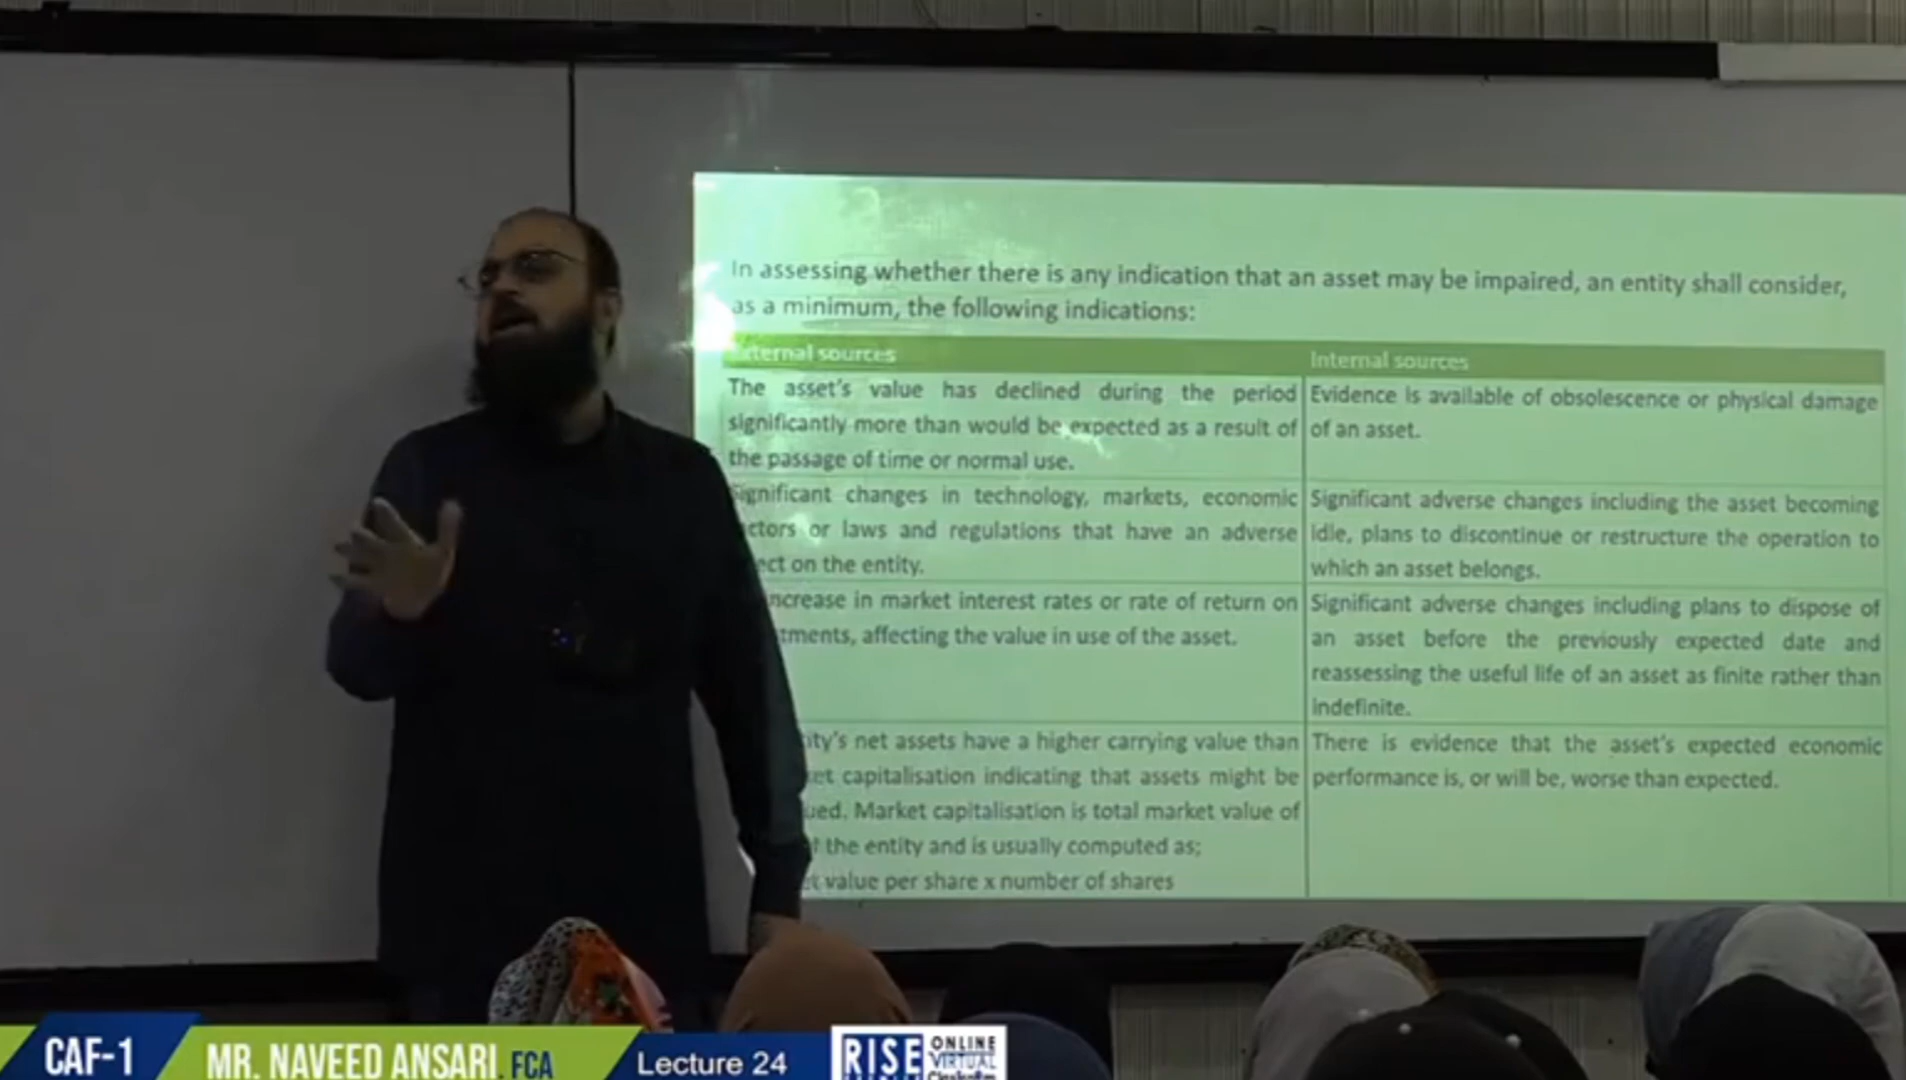 In assessing whether there is any indication that an asset may be impaired, an entity shall consider,
as a minimum, the following indications:
External sources
The asset's value has declined during the period
significantly more than would be expected as a result of
the passage of time or normal use.
Significant changes in technology, markets, economic
ctors or laws and regulations that have an adverse
ect on the entity.
ncrease in market interest rates or rate of return on
tments, affecting the value in use of the asset.
ity's net assets have a higher carrying value than
et capitalisation indicating that assets might be
ued. Market capitalisation is total market value of
the entity and is usually computed as;
value per share x number of shares
Internal sources
Evidence is available of obsolescence or physical damage
of an asset.
Significant adverse changes including the asset becoming
idle, plans to discontinue or restructure the operation to
which an asset belongs.
Significant adverse changes including plans to dispose of
an asset before the previously expected date and
reassessing the useful life of an asset as finite rather than
indefinite.
There is evidence that the asset's expected economic
performance is, or will be, worse than expected.
CAF-1
MR. NAVEED ANSARI, FCA
Lecture 24
RISE
ONLINE
VIRTUAL